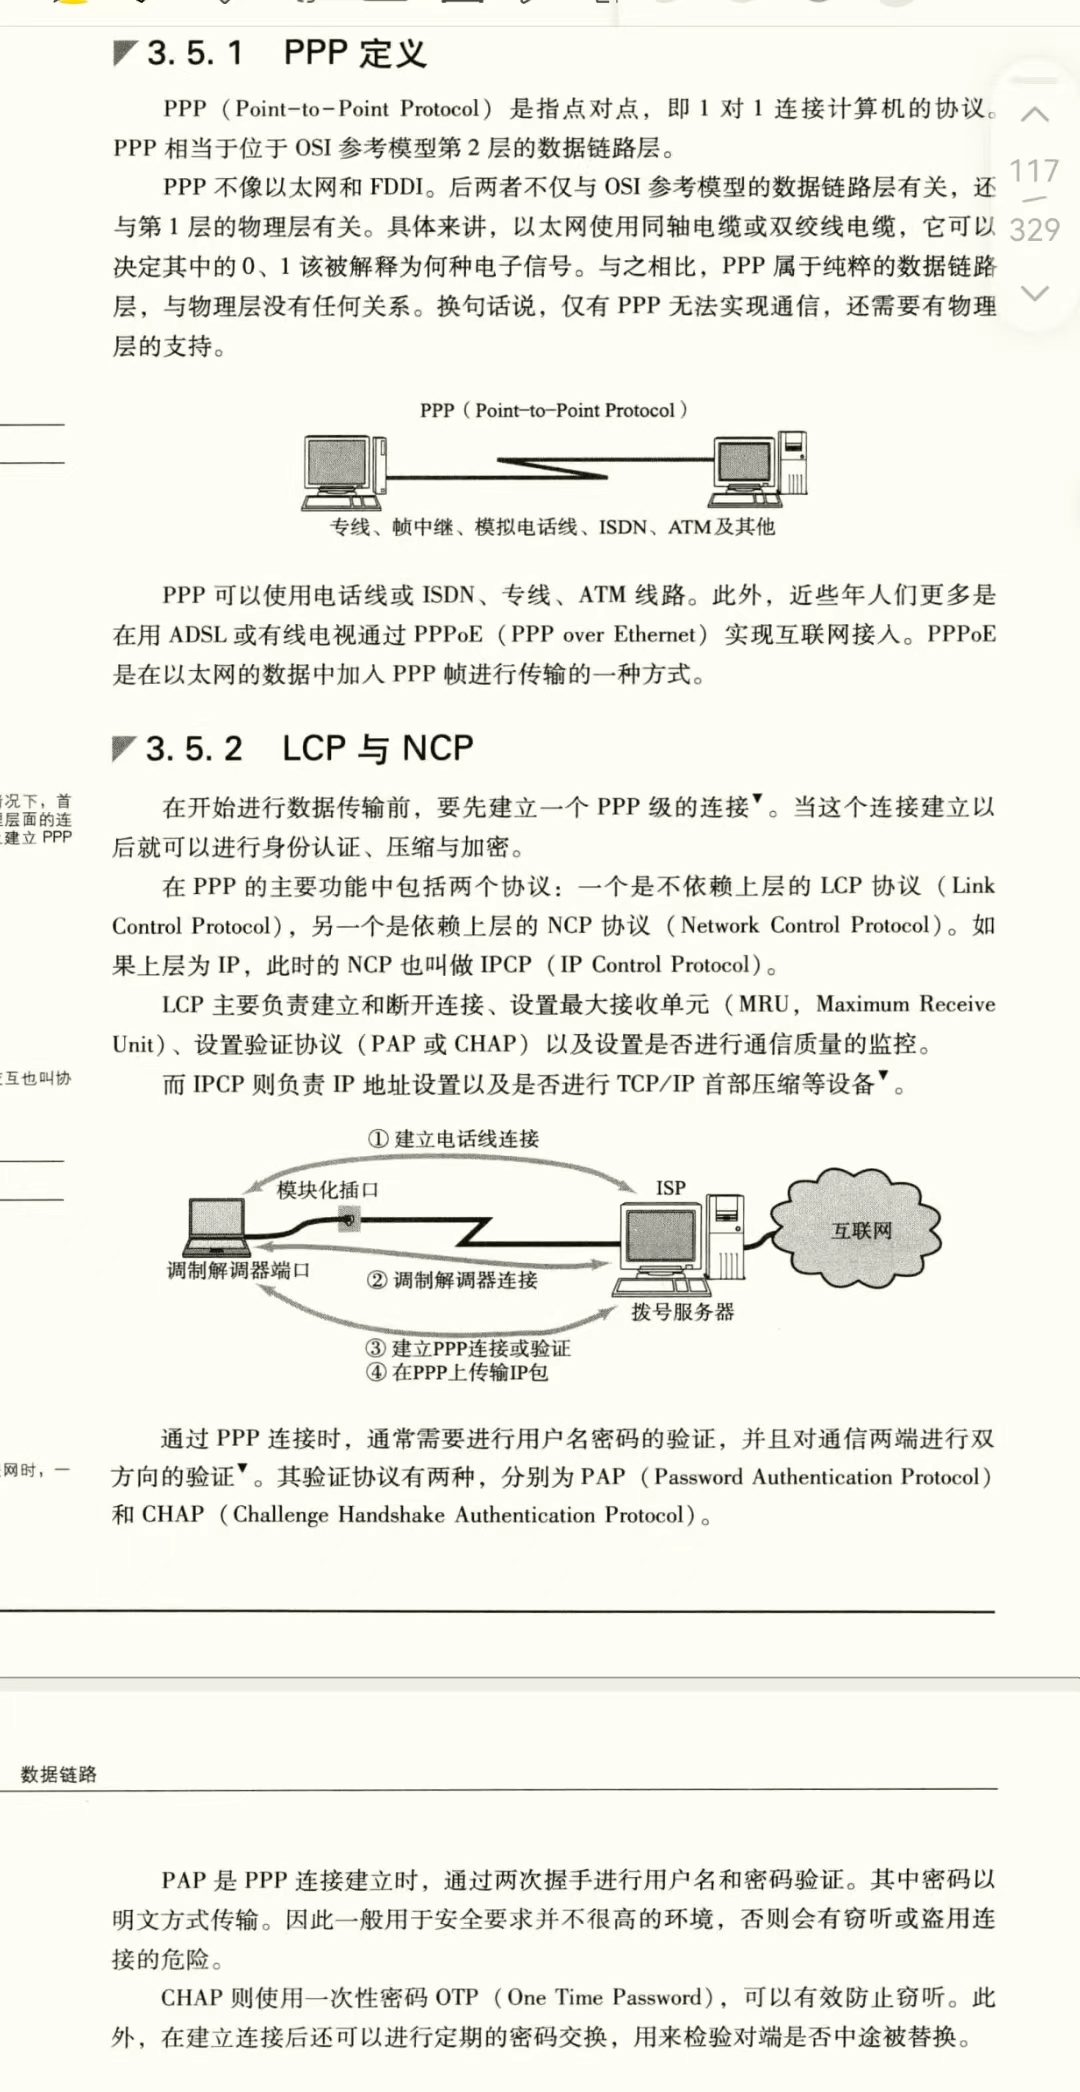 3.5.1 PPP 定义
PPP（Point-to-Point Protocol）是指点对点，即 1 对 1 连接计算机的协议。
PPP 相当于位于 OSI 参考模型第 2 层的数据链路层。
PPP 不像以太网和 FDDI。后两者不仅与 OSI 参考模型的数据链路层有关，还
与第 1 层的物理层有关。具体来讲，以太网使用同轴电缆或双绞线电缆，它可以
决定其中的 0、1 该被解释为何种电子信号。与之相比，PPP 属于纯粹的数据链路
层，与物理层没有任何关系。换句话说，仅有 PPP 无法实现通信，还需要有物理
层的支持。
117
329
PPP（Point-to-Point Protocol）
专线、帧中继、模拟电话线、ISDN、ATM及其他
PPP 可以使用电话线或 ISDN、专线、ATM 线路。此外，近些年人们更多是
在用 ADSL 或有线电视通过 PPPoE（PPP over Ethernet）实现互联网接入。PPPoE
是在以太网的数据中加入 PPP 帧进行传输的一种方式。
3.5.2 LCP 与 NCP
况下，首
层面的连
建立 PPP
在开始进行数据传输前，要先建立一个 PPP 级的连接▼。当这个连接建立以
后就可以进行身份认证、压缩与加密。
在 PPP 的主要功能中包括两个协议：一个是不依赖上层的 LCP 协议（Link
Control Protocol），另一个是依赖上层的 NCP 协议（Network Control Protocol）。如
果上层为 IP，此时的 NCP 也叫做 IPCP（IP Control Protocol）。
LCP 主要负责建立和断开连接、设置最大接收单元（MRU，Maximum Receive
Unit）、设置验证协议（PAP 或 CHAP）以及设置是否进行通信质量的监控。
互也叫协
而 IPCP 则负责 IP 地址设置以及是否进行 TCP/IP 首部压缩等设备▼。
① 建立电话线连接
模块化插口
ISP
互联网
调制解调器端口
② 调制解调器连接
拨号服务器
③ 建立PPP连接或验证
④ 在PPP上传输IP包
通过 PPP 连接时，通常需要进行用户名密码的验证，并且对通信两端进行双
网时，一
方向的验证▼。其验证协议有两种，分别为 PAP（Password Authentication Protocol）
和 CHAP（Challenge Handshake Authentication Protocol）。
数据链路
PAP 是 PPP 连接建立时，通过两次握手进行用户名和密码验证。其中密码以
明文方式传输。因此一般用于安全要求并不很高的环境，否则会有窃听或盗用连
接的危险。
CHAP 则使用一次性密码 OTP（One Time Password），可以有效防止窃听。此
外，在建立连接后还可以进行定期的密码交换，用来检验对端是否中途被替换。